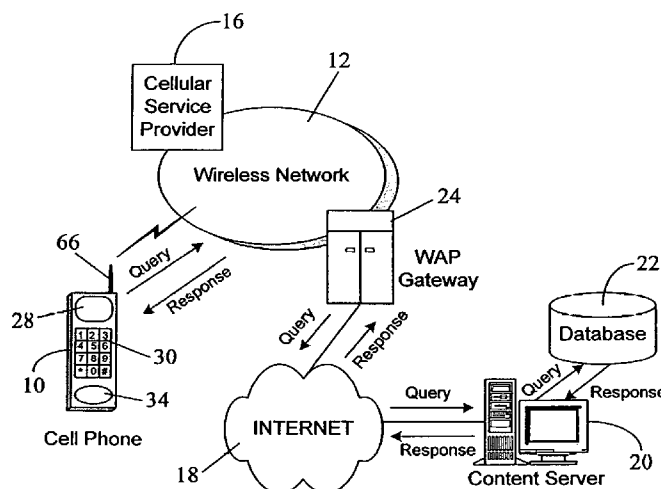 16
12
Cellular
Service
Provider
Wireless Network
24
66
Query
Response
WAP
Gateway
22
28
1 2 3
4 5 6
7 8 9
* 0 #
30
10
34
Cell Phone
Query
Response
Database
INTERNET
18
Query
Response
Query
Response
20
Content Server